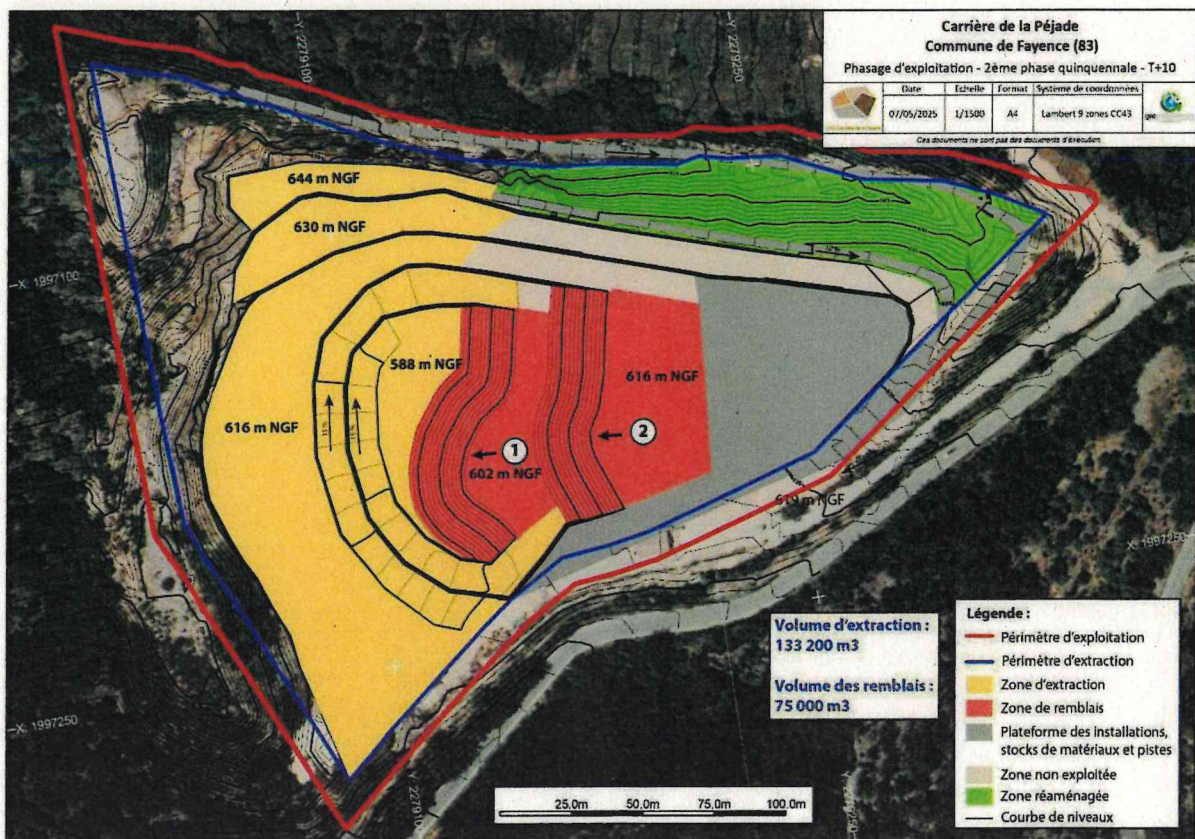 Carrière de la Péjade
Commune de Fayence (83)
Phasage d'exploitation - 2ème phase quinquennale - T+10
Date Echelle Format Système de coordonnées
07/05/2025 1/1500 A4 Lambert 9 zones CC43
Ces documents ne sont pas des documents d'exécution
Y: 2279100
Y: 2279250
644 m NGF
630 m NGF
X: 1997100
588 m NGF
616 m NGF
616 m NGF
1
2
602 m NGF
619 m NGF
X: 1997250
X: 1997250
Y: 2279100
Y: 2279250
Volume d'extraction :
133 200 m3
Volume des remblais :
75 000 m3
Légende :
Périmètre d'exploitation
Périmètre d'extraction
Zone d'extraction
Zone de remblais
Plateforme des installations,
stocks de matériaux et pistes
Zone non exploitée
Zone réaménagée
Courbe de niveaux
25.0m 50.0m 75.0m 100.0m